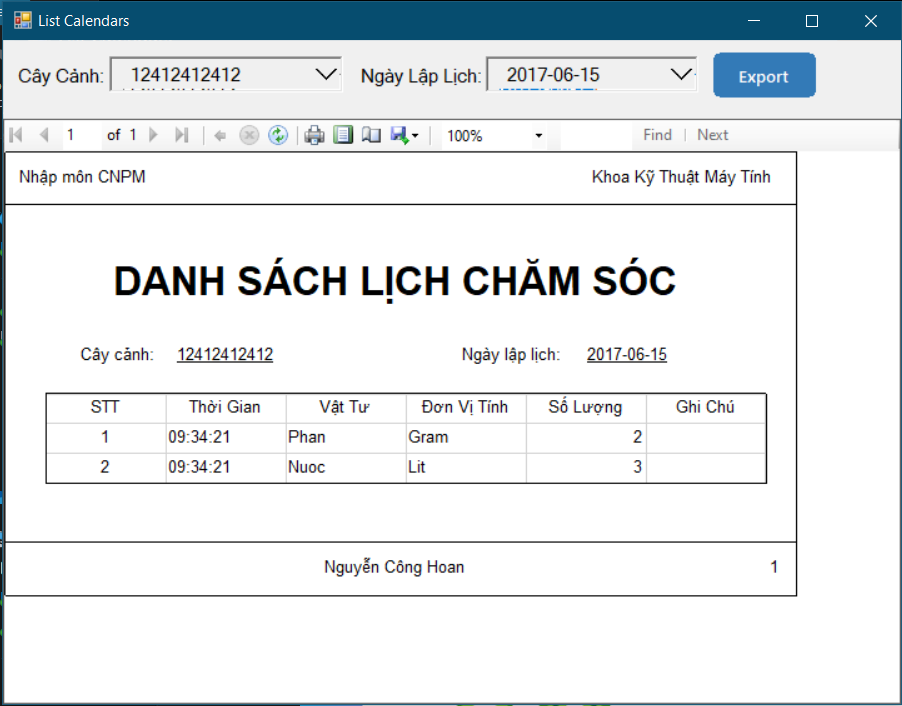 List Calendars
Cây Cảnh: 12412412412 Ngày Lập Lịch: 2017-06-15 Export
1 of 1 100% Find | Next
Nhập môn CNPM Khoa Kỹ Thuật Máy Tính
DANH SÁCH LỊCH CHĂM SÓC
Cây cảnh: 12412412412 Ngày lập lịch: 2017-06-15
STT Thời Gian Vật Tư Đơn Vị Tính Số Lượng Ghi Chú
1 09:34:21 Phan Gram 2
2 09:34:21 Nuoc Lit 3
Nguyễn Công Hoan 1